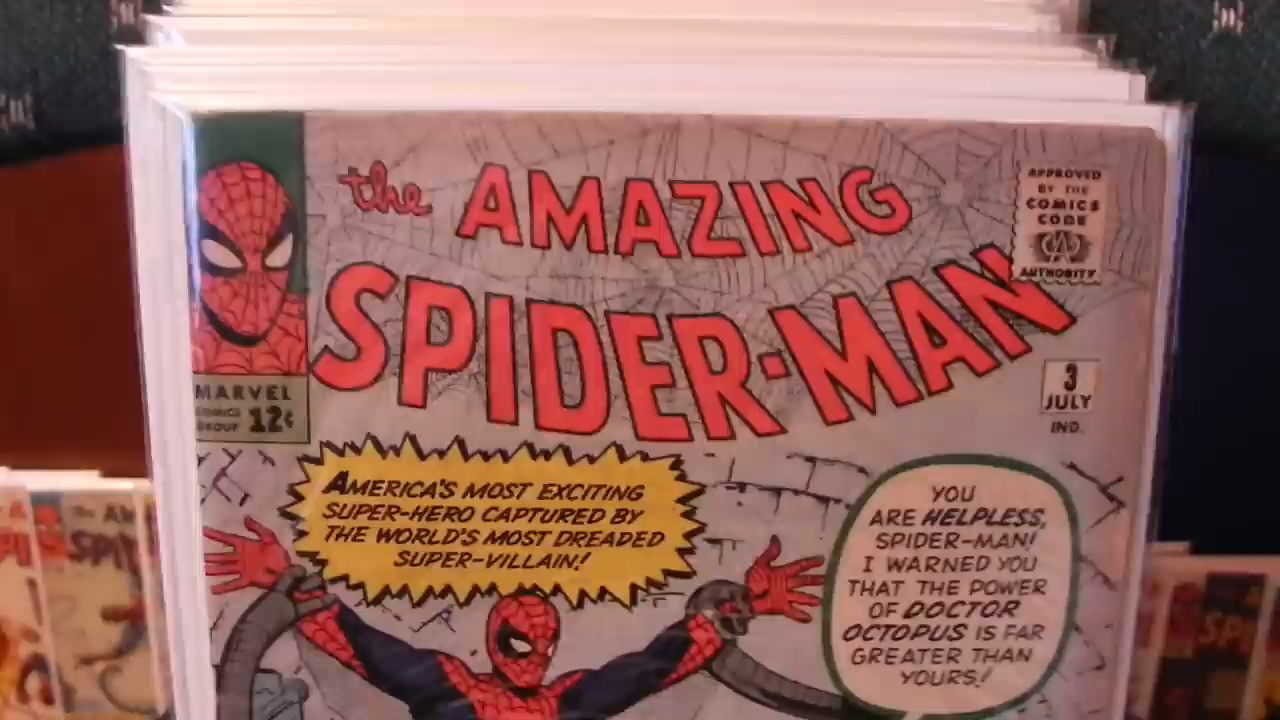 the AMAZING
SPIDER-MAN
APPROVED
BY THE
COMICS
CODE
CA
AUTHORITY
MARVEL
COMICS
GROUP 12¢
3
JULY
IND.
AMERICA'S MOST EXCITING
SUPER-HERO CAPTURED BY
THE WORLD'S MOST DREADED
SUPER-VILLAIN!
YOU
ARE HELPLESS,
SPIDER-MAN!
I WARNED YOU
THAT THE POWER
OF DOCTOR
OCTOPUS IS FAR
GREATER THAN
YOURS!